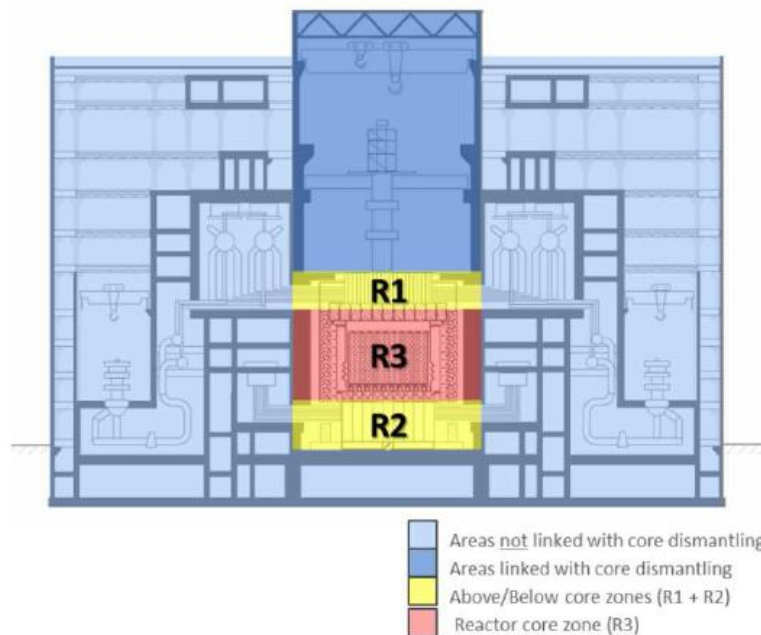 R1
R3
R2
Areas not linked with core dismantling
Areas linked with core dismantling
Above/Below core zones (R1 + R2)
Reactor core zone (R3)